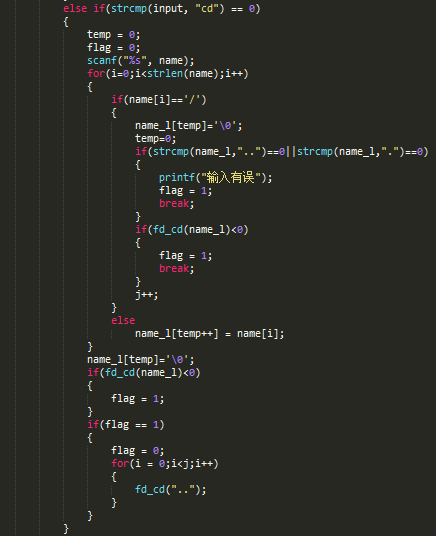 else if(strcmp(input, "cd") == 0)
{
temp = 0;
flag = 0;
scanf("%s", name);
for(i=0;i<strlen(name);i++)
{
if(name[i]=='/')
{
name_l[temp]='\0';
temp=0;
if(strcmp(name_l,"..")==0||strcmp(name_l,".")==0)
{
printf("输入有误");
flag = 1;
break;
}
if(fd_cd(name_l)<0)
{
flag = 1;
break;
}
j++;
}
else
name_l[temp++] = name[i];
}
name_l[temp]='\0';
if(fd_cd(name_l)<0)
{
flag = 1;
}
if(flag == 1)
{
flag = 0;
for(i = 0;i<j;i++)
{
fd_cd("..");
}
}
}